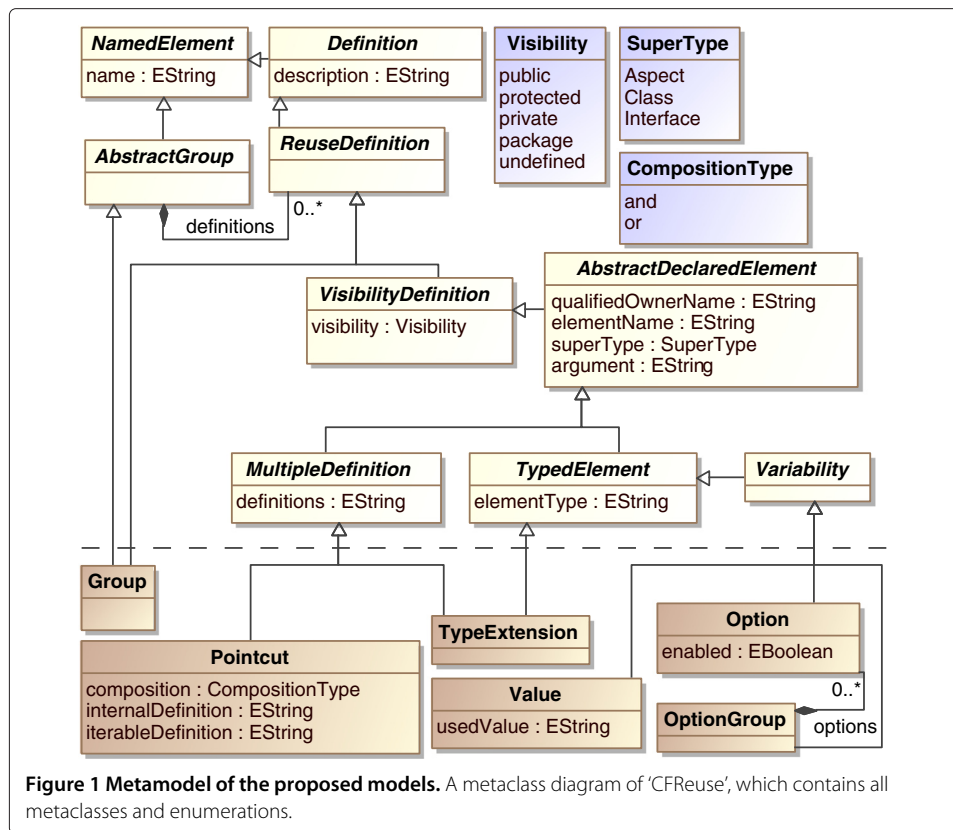 NamedElement
name : EString
Definition
description : EString
Visibility
public
protected
private
package
undefined
SuperType
Aspect
Class
Interface
AbstractGroup
ReuseDefinition
CompositionType
and
or
definitions
0..*
VisibilityDefinition
visibility : Visibility
AbstractDeclaredElement
qualifiedOwnerName : EString
elementName : EString
superType : SuperType
argument : EString
MultipleDefinition
definitions : EString
TypedElement
elementType : EString
Variability
Group
Pointcut
composition : CompositionType
internalDefinition : EString
iterableDefinition : EString
TypeExtension
Value
usedValue : EString
Option
enabled : EBoolean
0..*
OptionGroup
options
Figure 1 Metamodel of the proposed models. A metaclass diagram of ‘CFReuse’, which contains all
metaclasses and enumerations.